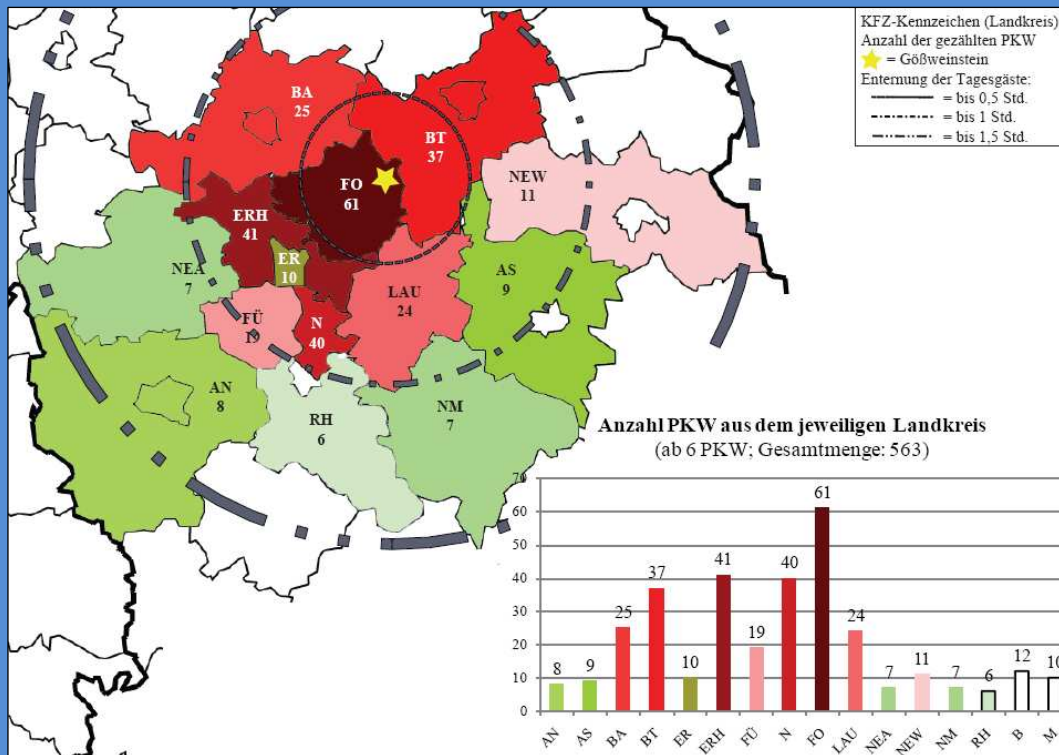 KFZ-Kennzeichen (Landkreis)
Anzahl der gezählten PKW
= Gößweinstein
Enternung der Tagesgäste:
= bis 0,5 Std.
= bis 1 Std.
= bis 1,5 Std.
BA
25
BT
37
FO
61
NEW
11
ERH
41
ER
10
NEA
7
AS
9
LAU
24
FÜ
19
N
40
AN
8
RH
6
NM
7
Anzahl PKW aus dem jeweiligen Landkreis
(ab 6 PKW; Gesamtmenge: 563)
70
60
50
40
30
20
10
0
8
9
25
37
10
41
19
40
61
24
7
11
7
6
12
10
AN
AS
BA
BT
ER
ERH
FÜ
N
FO
LAU
NEA
NEW
NM
RH
B
M